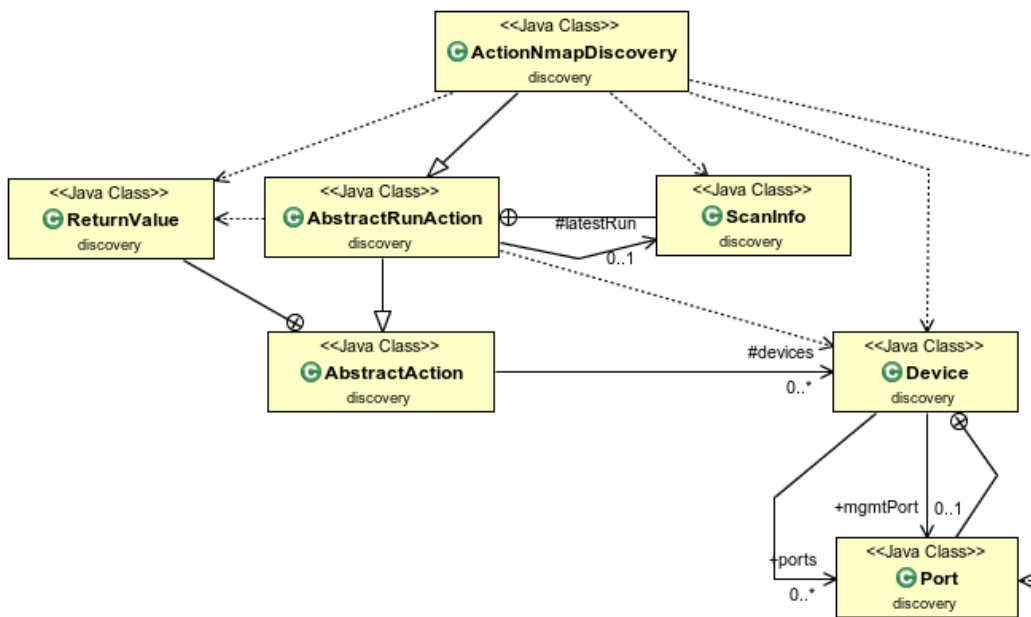 <<Java Class>>
C ActionNmapDiscovery
discovery
<<Java Class>>
C ReturnValue
discovery
<<Java Class>>
C AbstractRunAction
discovery
<<Java Class>>
C ScanInfo
discovery
#latestRun
0..1
<<Java Class>>
C AbstractAction
discovery
#devices
0..*
<<Java Class>>
C Device
discovery
+mgmtPort
0..1
+ports
0..*
<<Java Class>>
C Port
discovery